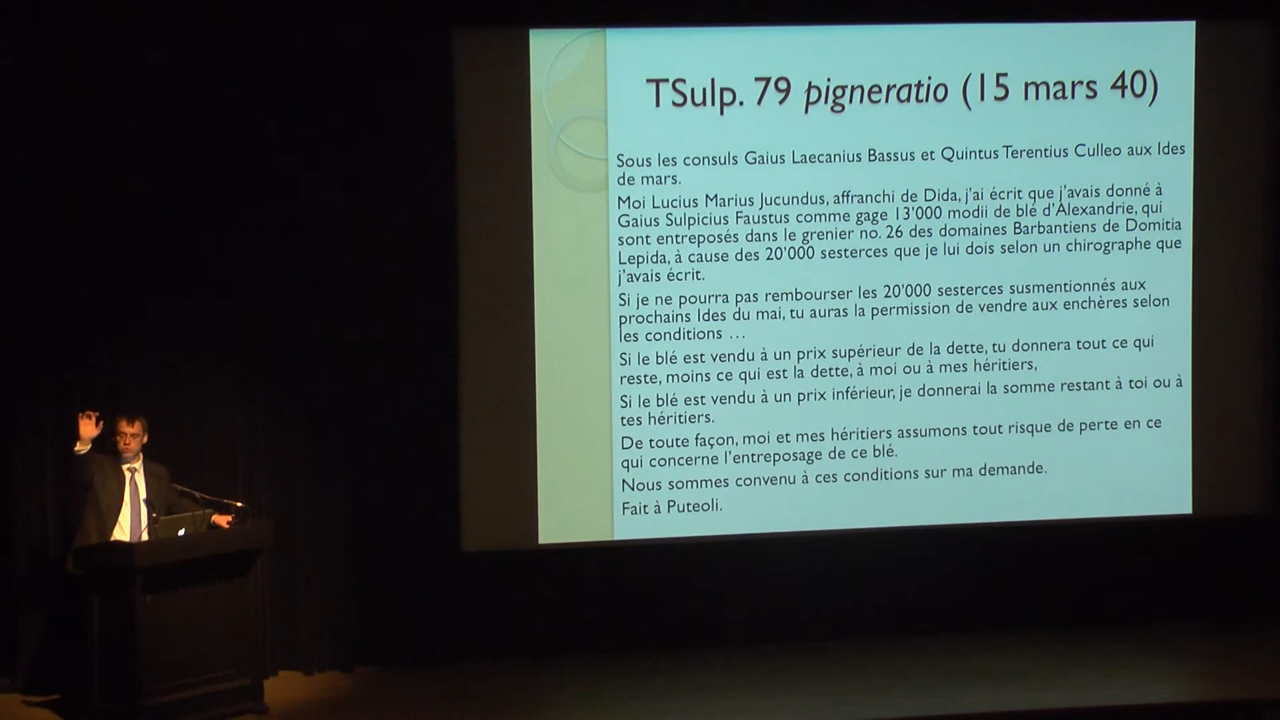 TSulp. 79 pigneratio (15 mars 40)
Sous les consuls Gaius Laecanius Bassus et Quintus Terentius Culleo aux Ides
de mars.
Moi Lucius Marius Jucundus, affranchi de Dida, j'ai écrit que j'avais donné à
Gaius Sulpicius Faustus comme gage 13'000 modii de blé d'Alexandrie, qui
sont entreposés dans le grenier no. 26 des domaines Barbantiens de Domitia
Lepida, à cause des 20'000 sesterces que je lui dois selon un chirographe que
j'avais écrit.
Si je ne pourra pas rembourser les 20'000 sesterces susmentionnés aux
prochains Ides du mai, tu auras la permission de vendre aux enchères selon
les conditions …
Si le blé est vendu à un prix supérieur de la dette, tu donnera tout ce qui
reste, moins ce qui est la dette, à moi ou à mes héritiers,
Si le blé est vendu à un prix inférieur, je donnerai la somme restant à toi ou à
tes héritiers.
De toute façon, moi et mes héritiers assumons tout risque de perte en ce
qui concerne l'entreposage de ce blé.
Nous sommes convenu à ces conditions sur ma demande.
Fait à Puteoli.